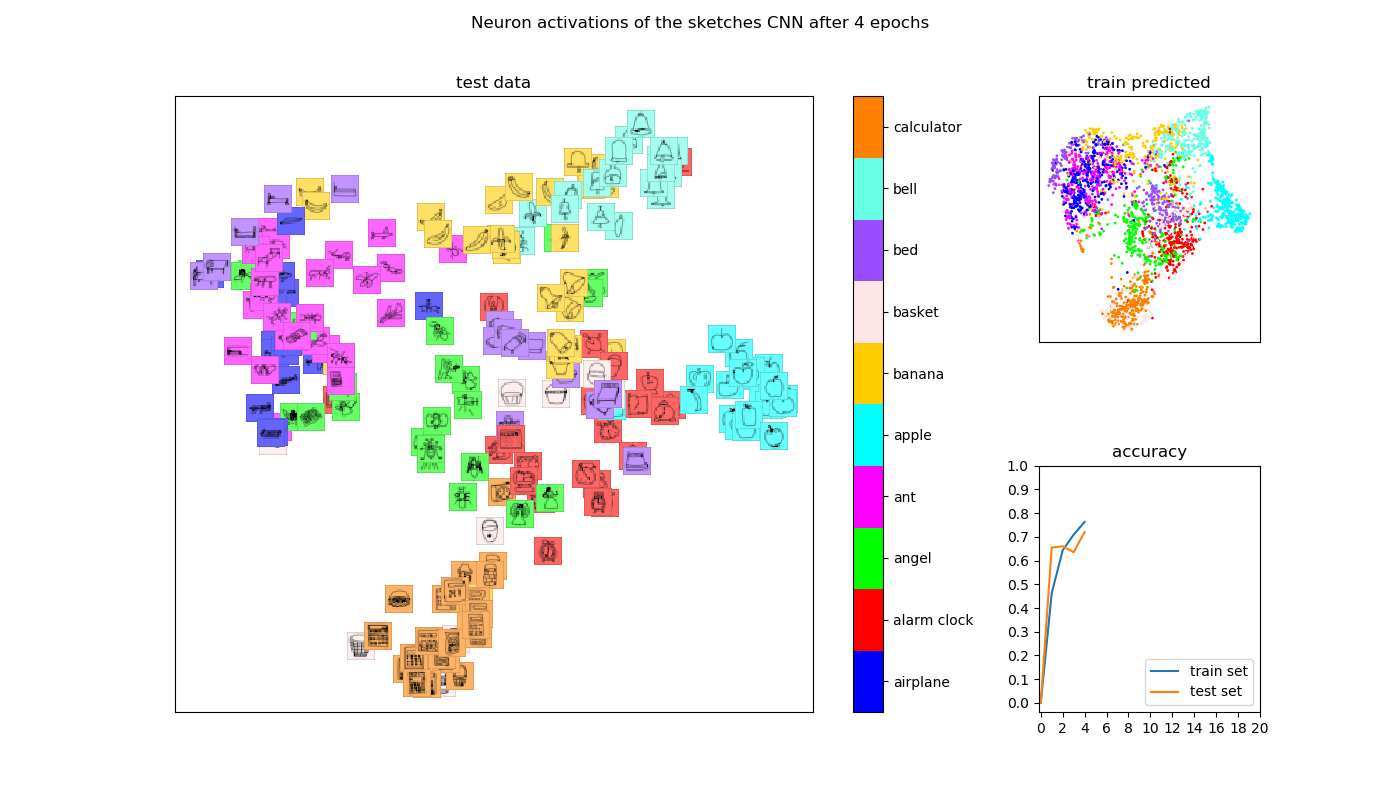 Neuron activations of the sketches CNN after 4 epochs
test data
calculator
bell
bed
basket
banana
apple
ant
angel
alarm clock
airplane
train predicted
accuracy
1.0
0.9
0.8
0.7
0.6
0.5
0.4
0.3
0.2
0.1
0.0
train set
test set
0 2 4 6 8 10 12 14 16 18 20